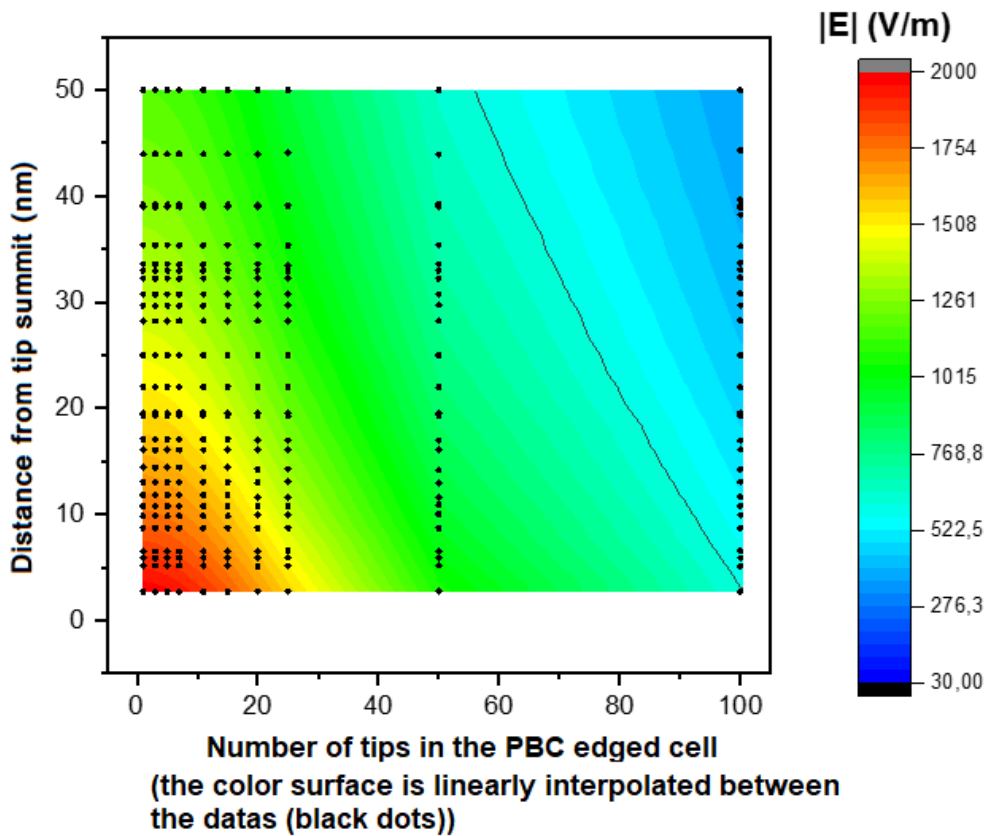 |E| (V/m)
2000
1754
1508
1261
1015
768,8
522,5
276,3
30,00
Distance from tip summit (nm)
50
40
30
20
10
0
0 20 40 60 80 100
Number of tips in the PBC edged cell
(the color surface is linearly interpolated between
the datas (black dots))